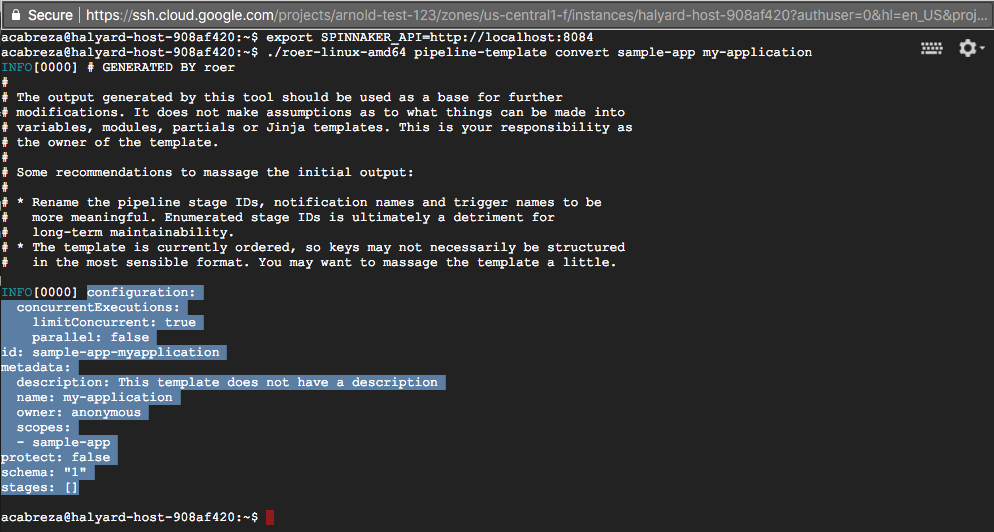 Secure | https://ssh.cloud.google.com/projects/arnold-test-123/zones/us-central1-f/instances/halyard-host-908af420?authuser=0&hl=en_US&proj...
acabreza@halyard-host-908af420:~$ export SPINNAKER_API=http://localhost:8084
acabreza@halyard-host-908af420:~$ ./roer-linux-amd64 pipeline-template convert sample-app my-application
INFO[0000] # GENERATED BY roer
#
# The output generated by this tool should be used as a base for further
# modifications. It does not make assumptions as to what things can be made into
# variables, modules, partials or Jinja templates. This is your responsibility as
# the owner of the template.
#
# Some recommendations to massage the initial output:
#
# * Rename the pipeline stage IDs, notification names and trigger names to be
#   more meaningful. Enumerated stage IDs is ultimately a detriment for
#   long-term maintainability.
# * The template is currently ordered, so keys may not necessarily be structured
#   in the most sensible format. You may want to massage the template a little.
INFO[0000] configuration:
  concurrentExecutions:
    limitConcurrent: true
    parallel: false
id: sample-app-myapplication
metadata:
  description: This template does not have a description
  name: my-application
  owner: anonymous
  scopes:
  - sample-app
protect: false
schema: "1"
stages: []
acabreza@halyard-host-908af420:~$